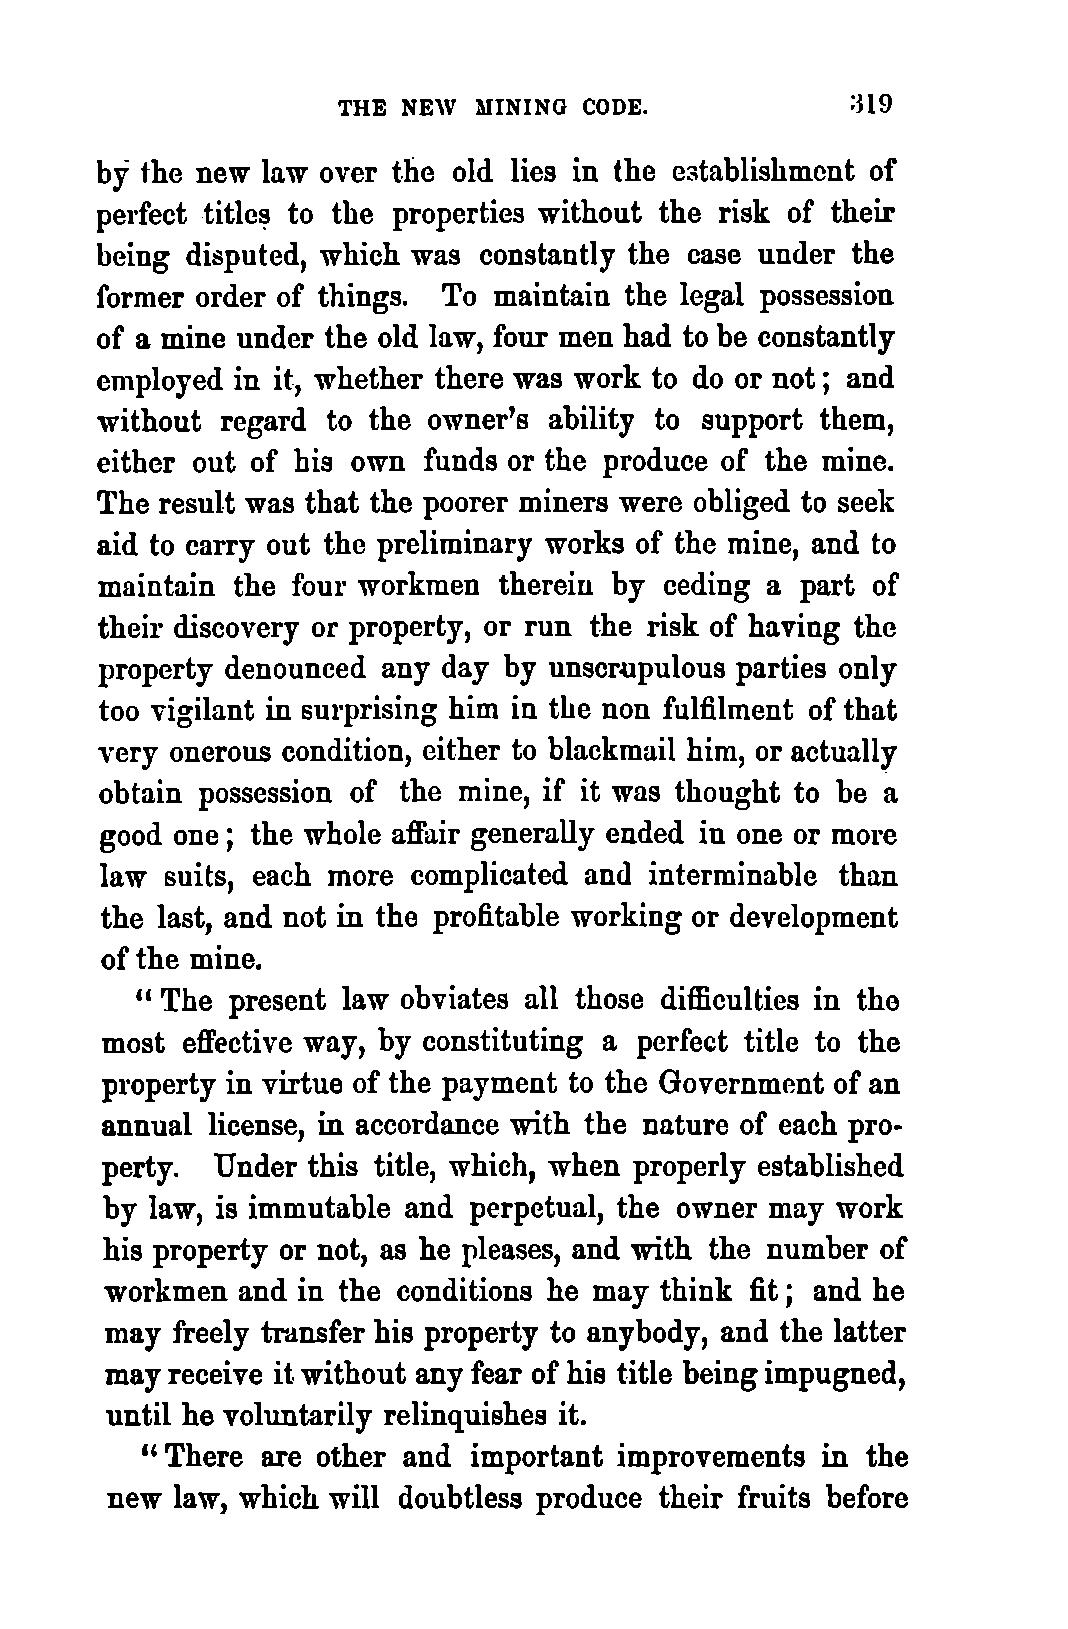 THE NEW MINING CODE. 319
by the new law over the old lies in the establishment of
perfect titles to the properties without the risk of their
being disputed, which was constantly the case under the
former order of things. To maintain the legal possession
of a mine under the old law, four men had to be constantly
employed in it, whether there was work to do or not; and
without regard to the owner's ability to support them,
either out of his own funds or the produce of the mine.
The result was that the poorer miners were obliged to seek
aid to carry out the preliminary works of the mine, and to
maintain the four workmen therein by ceding a part of
their discovery or property, or run the risk of having the
property denounced any day by unscrupulous parties only
too vigilant in surprising him in the non fulfilment of that
very onerous condition, either to blackmail him, or actually
obtain possession of the mine, if it was thought to be a
good one; the whole affair generally ended in one or more
law suits, each more complicated and interminable than
the last, and not in the profitable working or development
of the mine.
“The present law obviates all those difficulties in the
most effective way, by constituting a perfect title to the
property in virtue of the payment to the Government of an
annual license, in accordance with the nature of each pro-
perty. Under this title, which, when properly established
by law, is immutable and perpetual, the owner may work
his property or not, as he pleases, and with the number of
workmen and in the conditions he may think fit; and he
may freely transfer his property to anybody, and the latter
may receive it without any fear of his title being impugned,
until he voluntarily relinquishes it.
“There are other and important improvements in the
new law, which will doubtless produce their fruits before